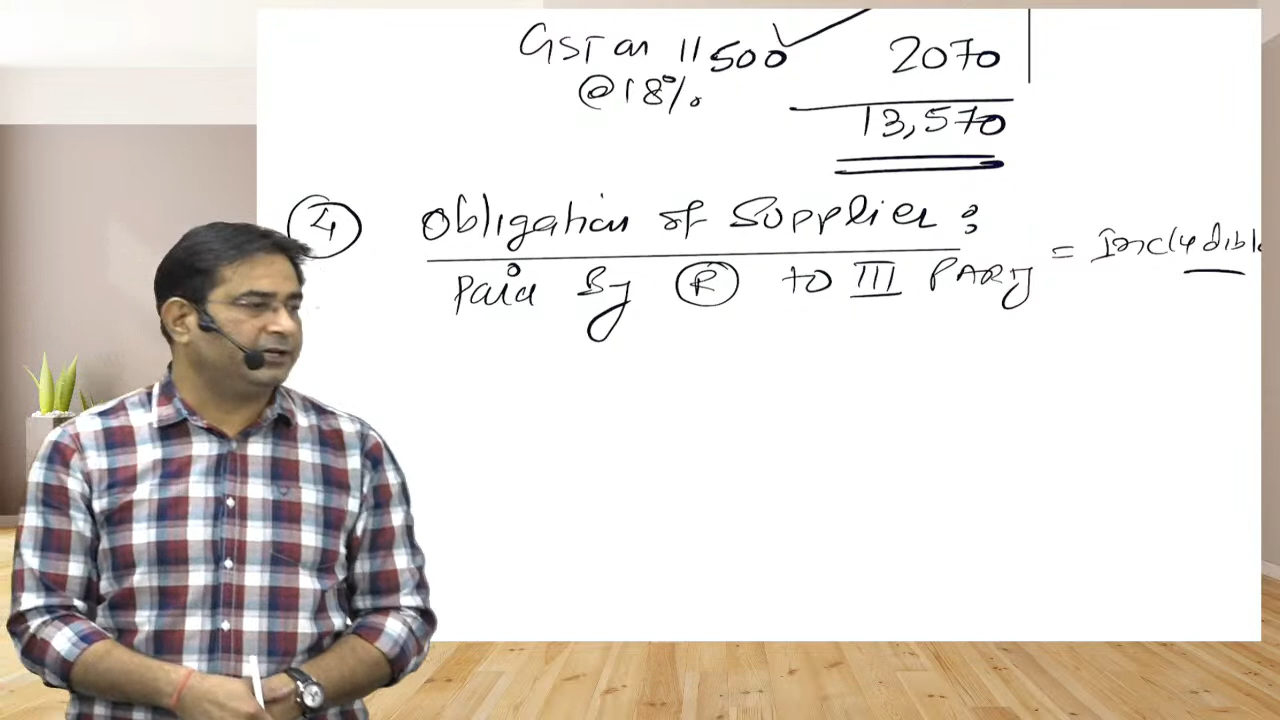 GST on 11500 2070
@18%.
13,570
4 Obligation of Supplier :
Paid By R to III PARty = Includible